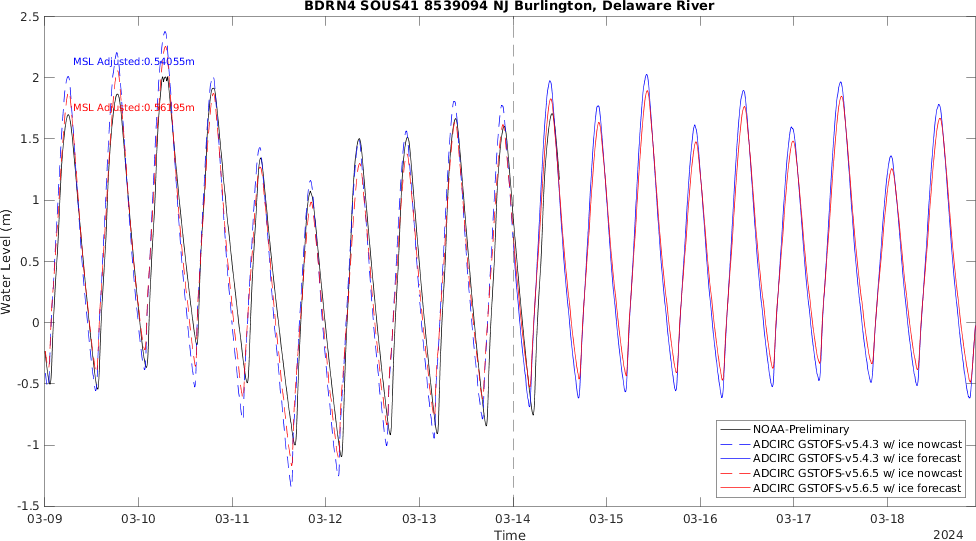 BDRN4 SOUS41 8539094 NJ Burlington, Delaware River
2.5
2
1.5
1
0.5
0
-0.5
-1
-1.5
Water Level (m)
MSL Adjusted:0.54055m
MSL Adjusted:0.56195m
NOAA-Preliminary
ADCIRC GSTOFS-v5.4.3 w/ ice nowcast
ADCIRC GSTOFS-v5.4.3 w/ ice forecast
ADCIRC GSTOFS-v5.6.5 w/ ice nowcast
ADCIRC GSTOFS-v5.6.5 w/ ice forecast
03-09 03-10 03-11 03-12 03-13 03-14 03-15 03-16 03-17 03-18
Time
2024